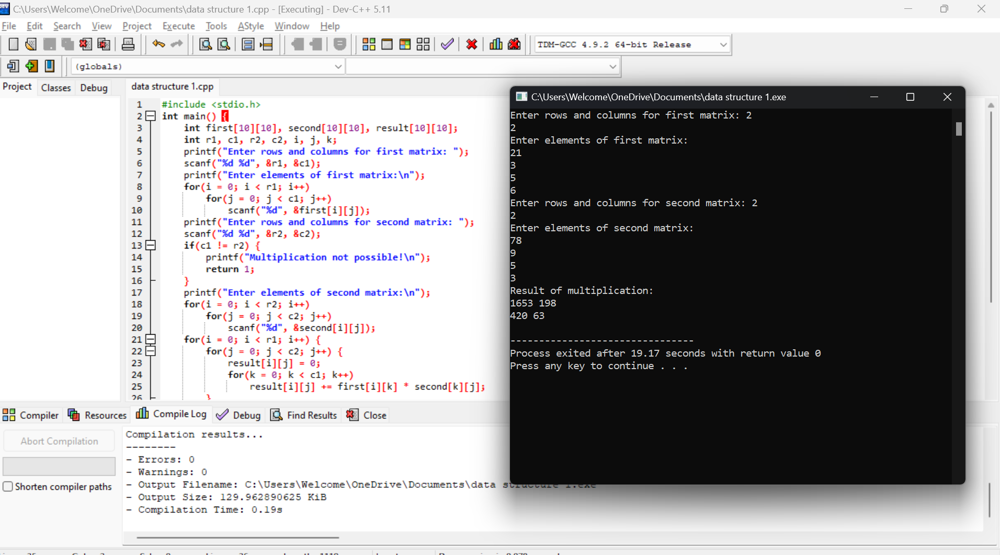 C:\Users\Welcome\OneDrive\Documents\data structure 1.cpp - [Executing] - Dev-C++ 5.11
File Edit Search View Project Execute Tools AStyle Window Help
TDM-GCC 4.9.2 64-bit Release
(globals)
Project Classes Debug
data structure 1.cpp
1 #include <stdio.h>
2 int main() {
3 int first[10][10], second[10][10], result[10][10];
4 int r1, c1, r2, c2, i, j, k;
5 printf("Enter rows and columns for first matrix: ");
6 scanf("%d %d", &r1, &c1);
7 printf("Enter elements of first matrix:\n");
8 for(i = 0; i < r1; i++)
9 for(j = 0; j < c1; j++)
10 scanf("%d", &first[i][j]);
11 printf("Enter rows and columns for second matrix: ");
12 scanf("%d %d", &r2, &c2);
13 if(c1 != r2) {
14 printf("Multiplication not possible!\n");
15 return 1;
16 }
17 printf("Enter elements of second matrix:\n");
18 for(i = 0; i < r2; i++)
19 for(j = 0; j < c2; j++)
20 scanf("%d", &second[i][j]);
21 for(i = 0; i < r1; i++) {
22 for(j = 0; j < c2; j++) {
23 result[i][j] = 0;
24 for(k = 0; k < c1; k++)
25 result[i][j] += first[i][k] * second[k][j];
26 }
C:\Users\Welcome\OneDrive\Documents\data structure 1.exe
Enter rows and columns for first matrix: 2
2
Enter elements of first matrix:
21
3
5
6
Enter rows and columns for second matrix: 2
2
Enter elements of second matrix:
78
9
5
3
Result of multiplication:
1653 198
420 63
--------------------------------
Process exited after 19.17 seconds with return value 0
Press any key to continue . . .
Compiler Resources Compile Log Debug Find Results Close
Abort Compilation
Shorten compiler paths
Compilation results...
--------
- Errors: 0
- Warnings: 0
- Output Filename: C:\Users\Welcome\OneDrive\Documents\data structure 1.exe
- Output Size: 129.962890625 KiB
- Compilation Time: 0.19s